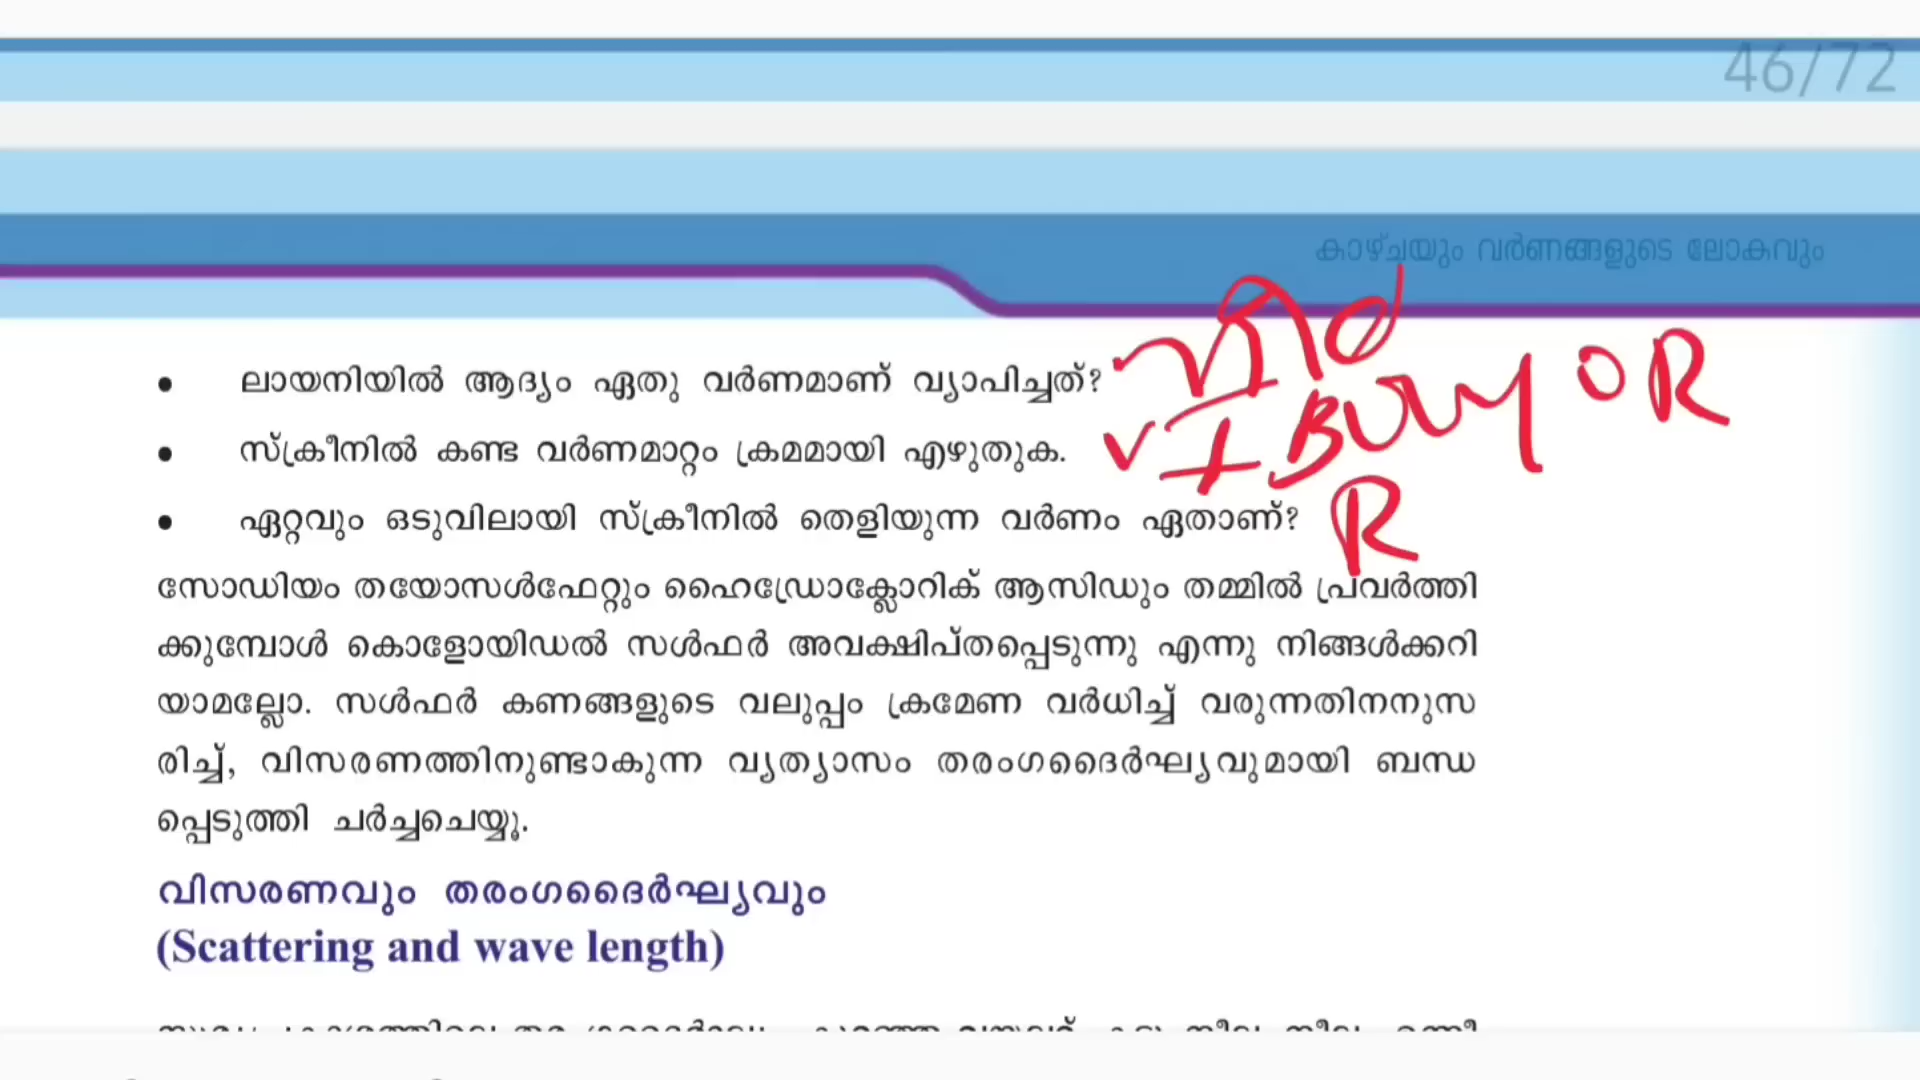 46/72
കാഴ്ചയും വർണങ്ങളുടെ ലോകവും
• ലായനിയിൽ ആദ്യം ഏതു വർണമാണ് വ്യാപിച്ചത്? നീല
• സ്ക്രീനിൽ കണ്ട വർണമാറ്റം ക്രമമായി എഴുതുക. V I B O R
• ഏറ്റവും ഒടുവിലായി സ്ക്രീനിൽ തെളിയുന്ന വർണം ഏതാണ്? R
സോഡിയം തയോസൾഫേറ്റും ഹൈഡ്രോക്ലോറിക് ആസിഡും തമ്മിൽ പ്രവർത്തി
ക്കുമ്പോൾ കൊളോയിഡൽ സൾഫർ അവക്ഷിപ്തപ്പെടുന്നു എന്നു നിങ്ങൾക്കറി
യാമല്ലോ. സൾഫർ കണങ്ങളുടെ വലുപ്പം ക്രമേണ വർധിച്ച് വരുന്നതിനനുസ
രിച്ച്, വിസരണത്തിനുണ്ടാകുന്ന വ്യത്യാസം തരംഗദൈർഘ്യവുമായി ബന്ധ
പ്പെടുത്തി ചർച്ചചെയ്യൂ.
വിസരണവും തരംഗദൈർഘ്യവും
(Scattering and wave length)